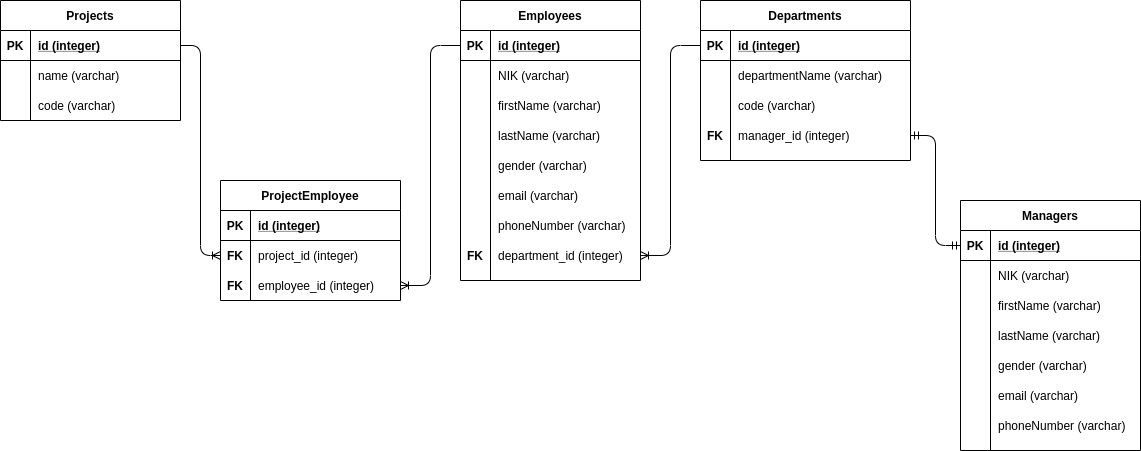 Projects
PK id (integer)
name (varchar)
code (varchar)
ProjectEmployee
PK id (integer)
FK project_id (integer)
FK employee_id (integer)
Employees
PK id (integer)
NIK (varchar)
firstName (varchar)
lastName (varchar)
gender (varchar)
email (varchar)
phoneNumber (varchar)
FK department_id (integer)
Departments
PK id (integer)
departmentName (varchar)
code (varchar)
FK manager_id (integer)
Managers
PK id (integer)
NIK (varchar)
firstName (varchar)
lastName (varchar)
gender (varchar)
email (varchar)
phoneNumber (varchar)